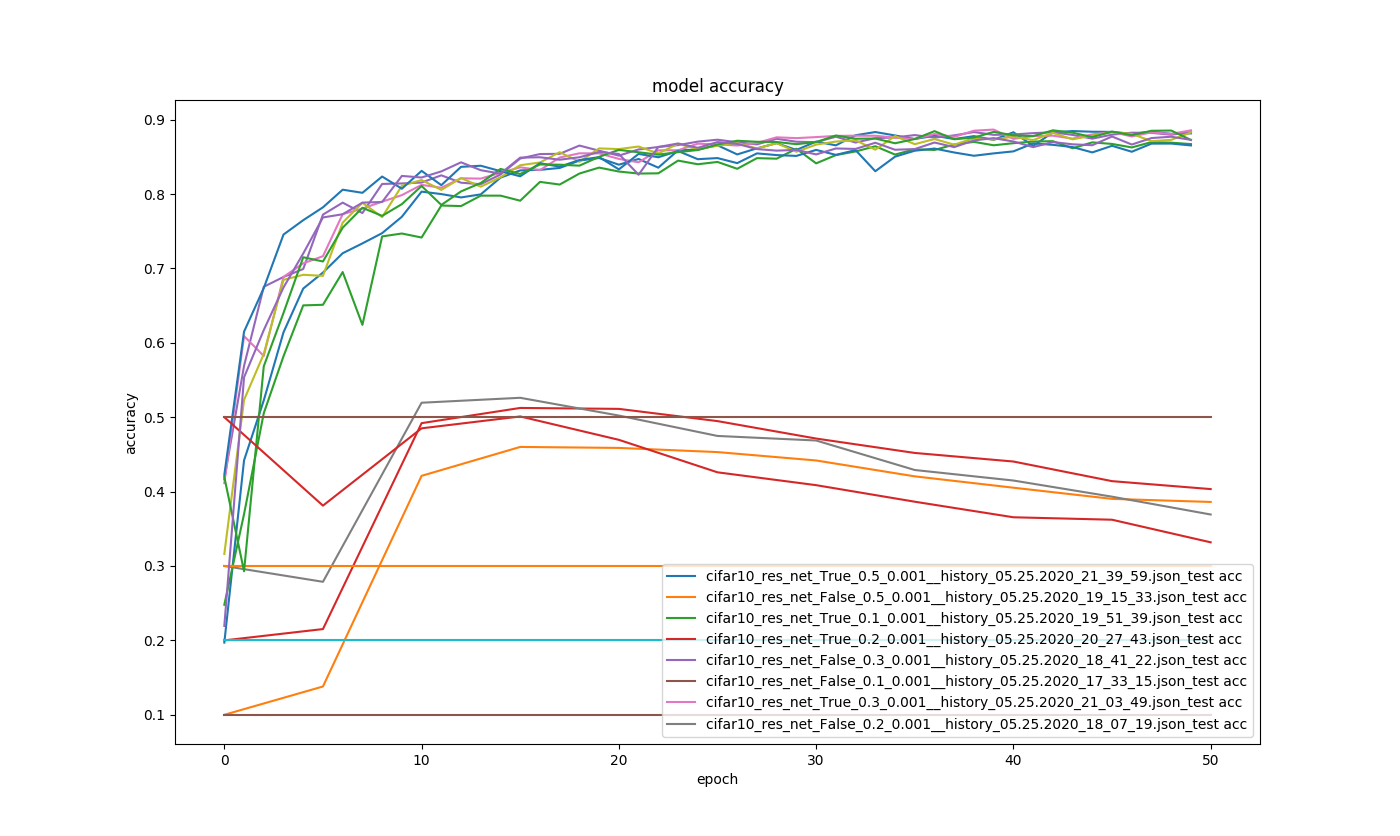 model accuracy
accuracy
0.9
0.8
0.7
0.6
0.5
0.4
0.3
0.2
0.1
cifar10_res_net_True_0.5_0.001__history_05.25.2020_21_39_59.json_test acc
cifar10_res_net_False_0.5_0.001__history_05.25.2020_19_15_33.json_test acc
cifar10_res_net_True_0.1_0.001__history_05.25.2020_19_51_39.json_test acc
cifar10_res_net_True_0.2_0.001__history_05.25.2020_20_27_43.json_test acc
cifar10_res_net_False_0.3_0.001__history_05.25.2020_18_41_22.json_test acc
cifar10_res_net_False_0.1_0.001__history_05.25.2020_17_33_15.json_test acc
cifar10_res_net_True_0.3_0.001__history_05.25.2020_21_03_49.json_test acc
cifar10_res_net_False_0.2_0.001__history_05.25.2020_18_07_19.json_test acc
0 10 20 30 40 50
epoch